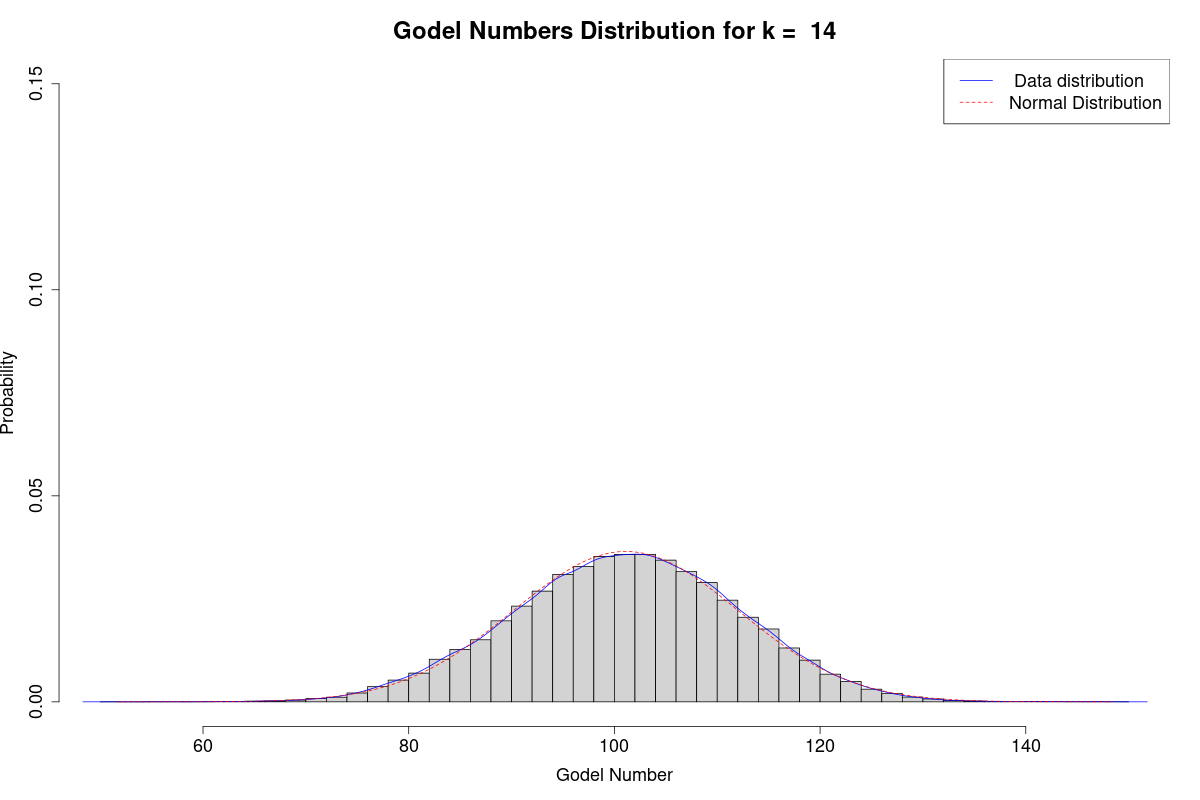 Godel Numbers Distribution for k = 14
Data distribution
Normal Distribution
Probability
0.15
0.10
0.05
0.00
60 80 100 120 140
Godel Number